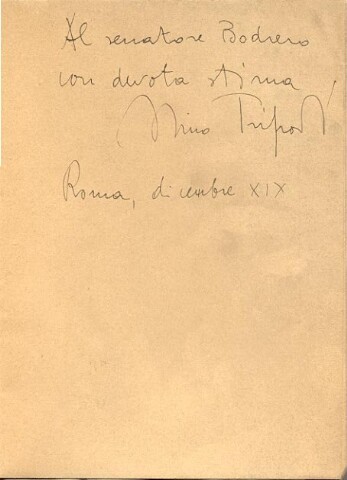 Al senatore Bodrero
con devota stima
Nino Tripodi
Roma, dicembre XIX